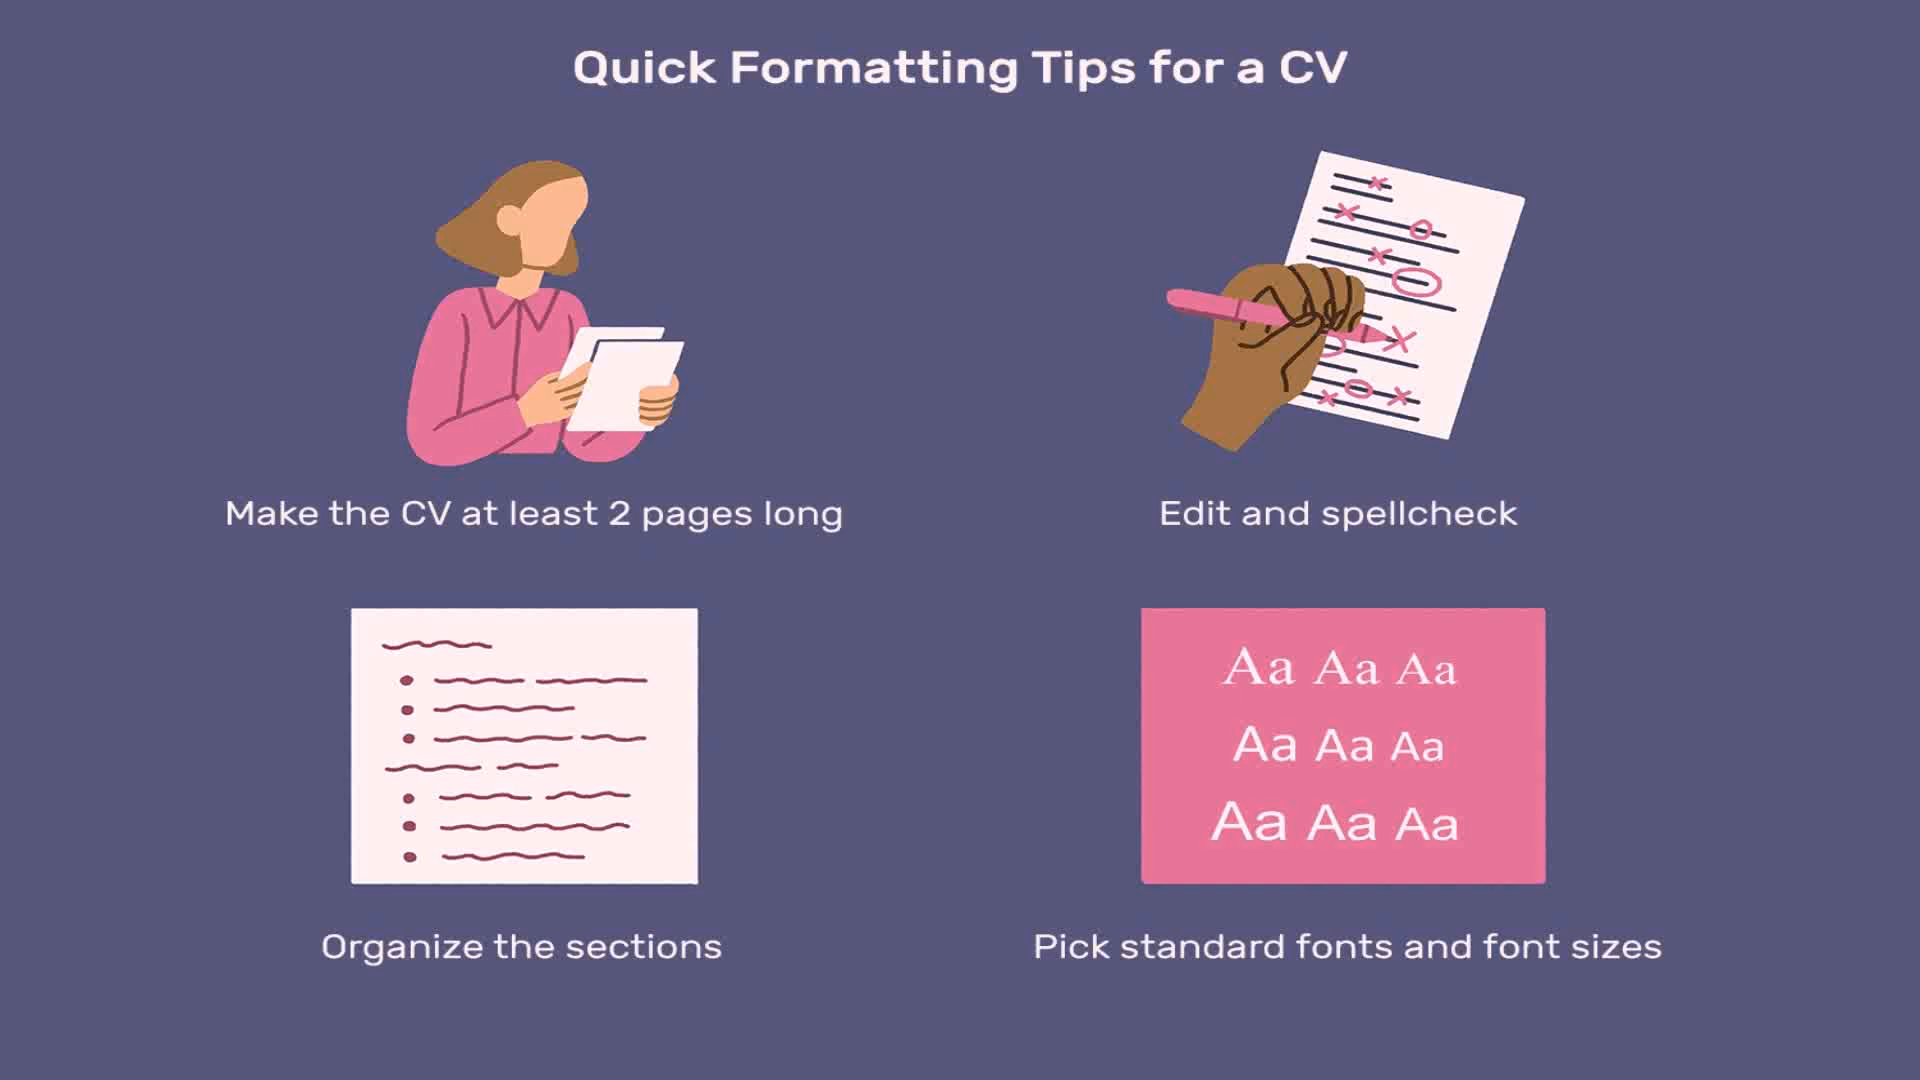 Quick Formatting Tips for a CV
Make the CV at least 2 pages long
Edit and spellcheck
Aa Aa Aa
Aa Aa Aa
Aa Aa Aa
Organize the sections
Pick standard fonts and font sizes